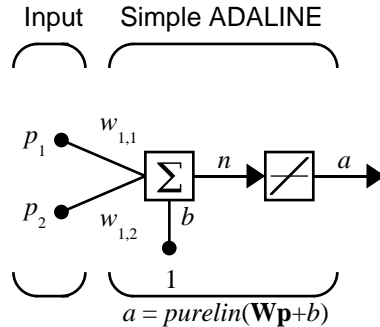 Input Simple ADALINE
p1 w1,1
n a
Σ
p2 w1,2 b
1
a = purelin(Wp+b)